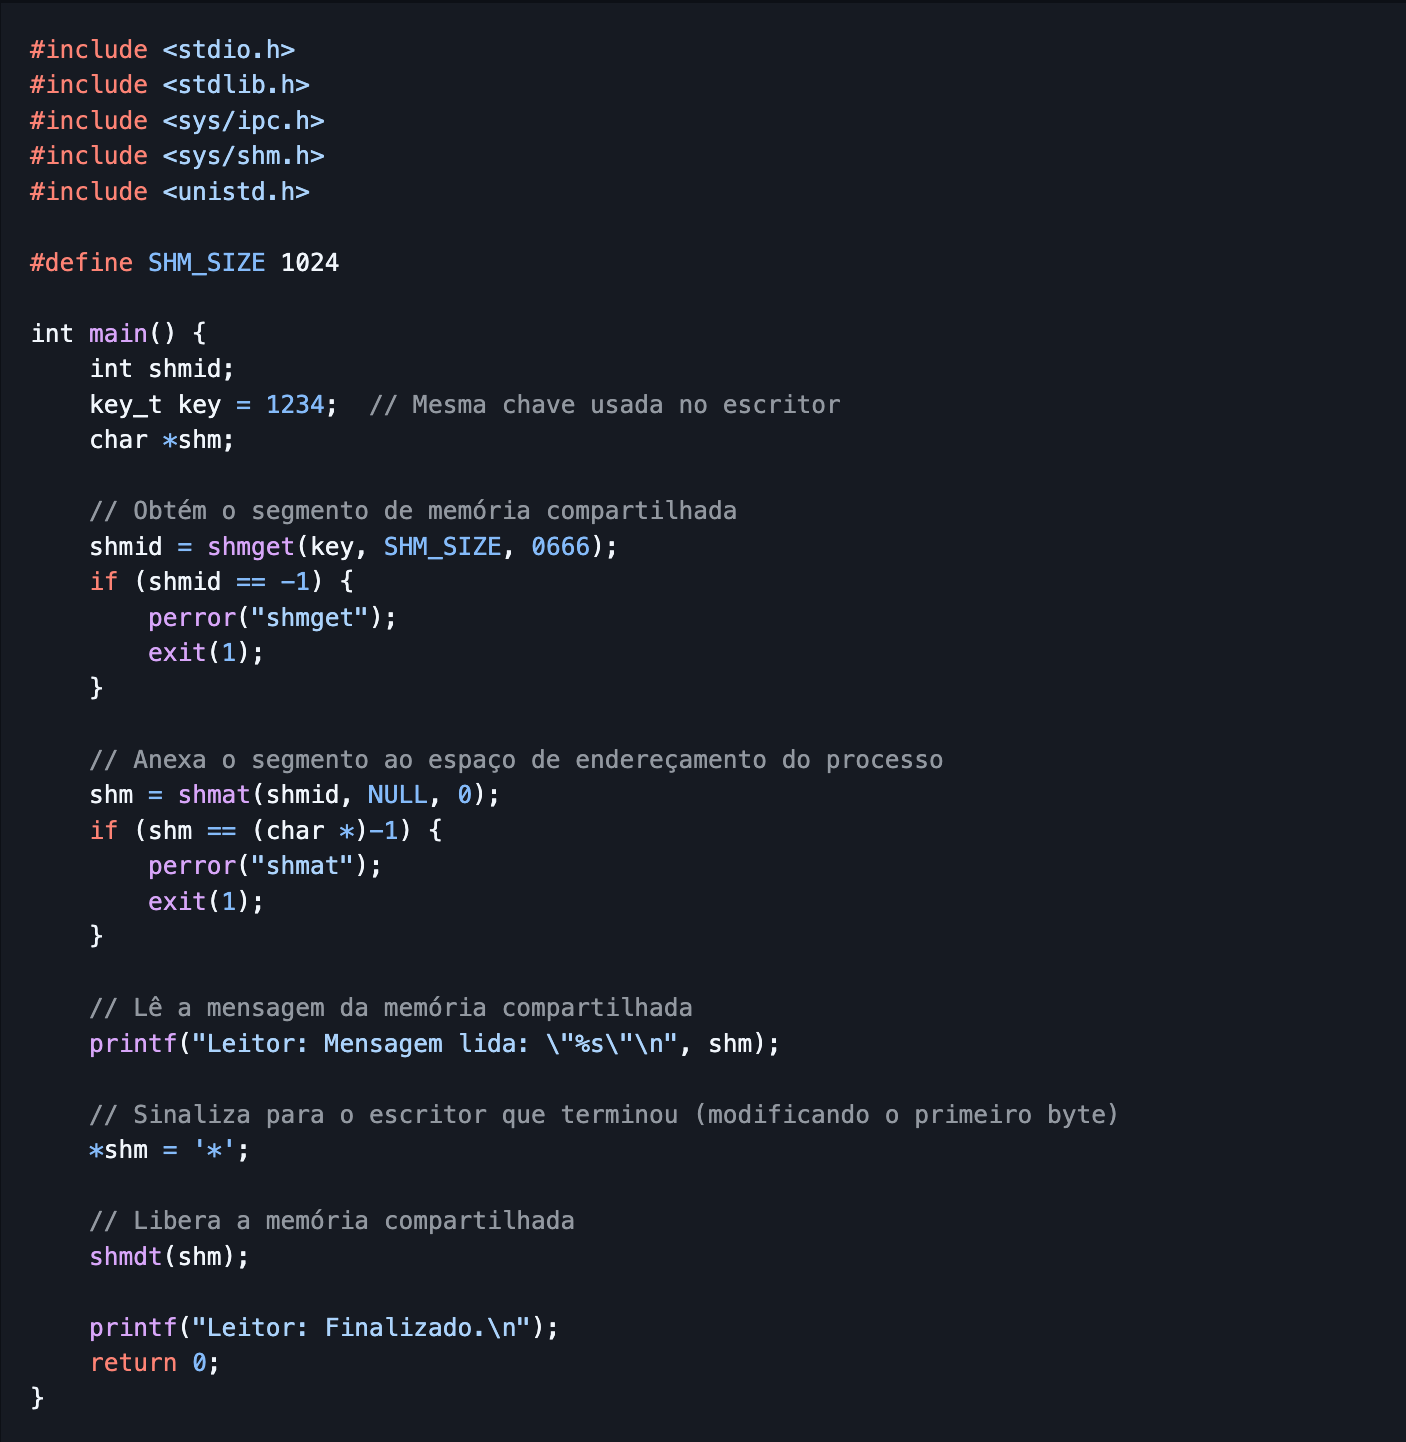 #include <stdio.h>
#include <stdlib.h>
#include <sys/ipc.h>
#include <sys/shm.h>
#include <unistd.h>

#define SHM_SIZE 1024

int main() {
    int shmid;
    key_t key = 1234;  // Mesma chave usada no escritor
    char *shm;

    // Obtém o segmento de memória compartilhada
    shmid = shmget(key, SHM_SIZE, 0666);
    if (shmid == -1) {
        perror("shmget");
        exit(1);
    }

    // Anexa o segmento ao espaço de endereçamento do processo
    shm = shmat(shmid, NULL, 0);
    if (shm == (char *)-1) {
        perror("shmat");
        exit(1);
    }

    // Lê a mensagem da memória compartilhada
    printf("Leitor: Mensagem lida: \"%s\"\n", shm);

    // Sinaliza para o escritor que terminou (modificando o primeiro byte)
    *shm = '*';

    // Libera a memória compartilhada
    shmdt(shm);

    printf("Leitor: Finalizado.\n");
    return 0;
}